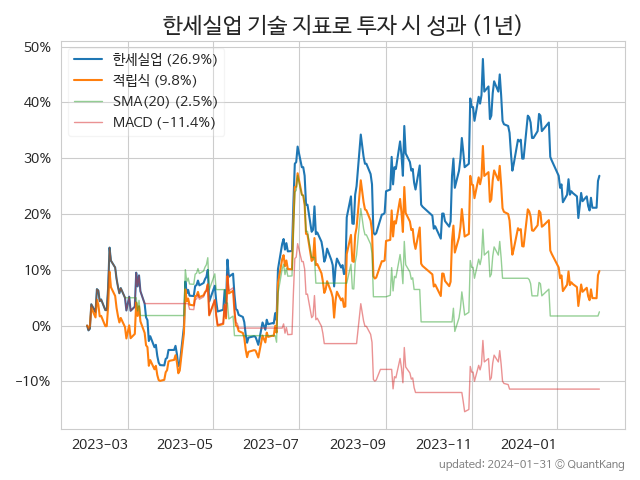 한세실업 기술 지표로 투자 시 성과 (1년)
50%
40%
30%
20%
10%
0%
−10%
한세실업 (26.9%)
적립식 (9.8%)
SMA(20) (2.5%)
MACD (−11.4%)
2023-03 2023-05 2023-07 2023-09 2023-11 2024-01
updated: 2024-01-31 ⓒ QuantKang